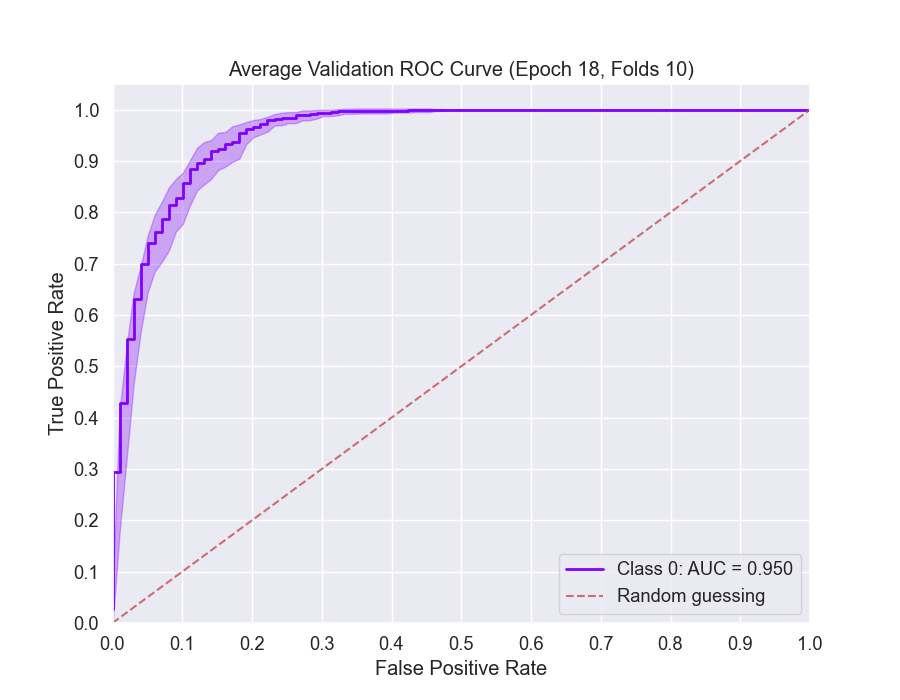 Average Validation ROC Curve (Epoch 18, Folds 10)
1.0
0.9
0.8
0.7
0.6
0.5
0.4
0.3
0.2
0.1
0.0
True Positive Rate
Class 0: AUC = 0.950
Random guessing
0.0 0.1 0.2 0.3 0.4 0.5 0.6 0.7 0.8 0.9 1.0
False Positive Rate